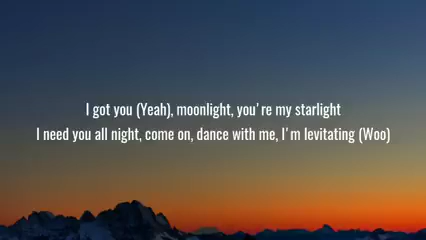 I got you (Yeah), moonlight, you're my starlight
I need you all night, come on, dance with me, I'm levitating (Woo)